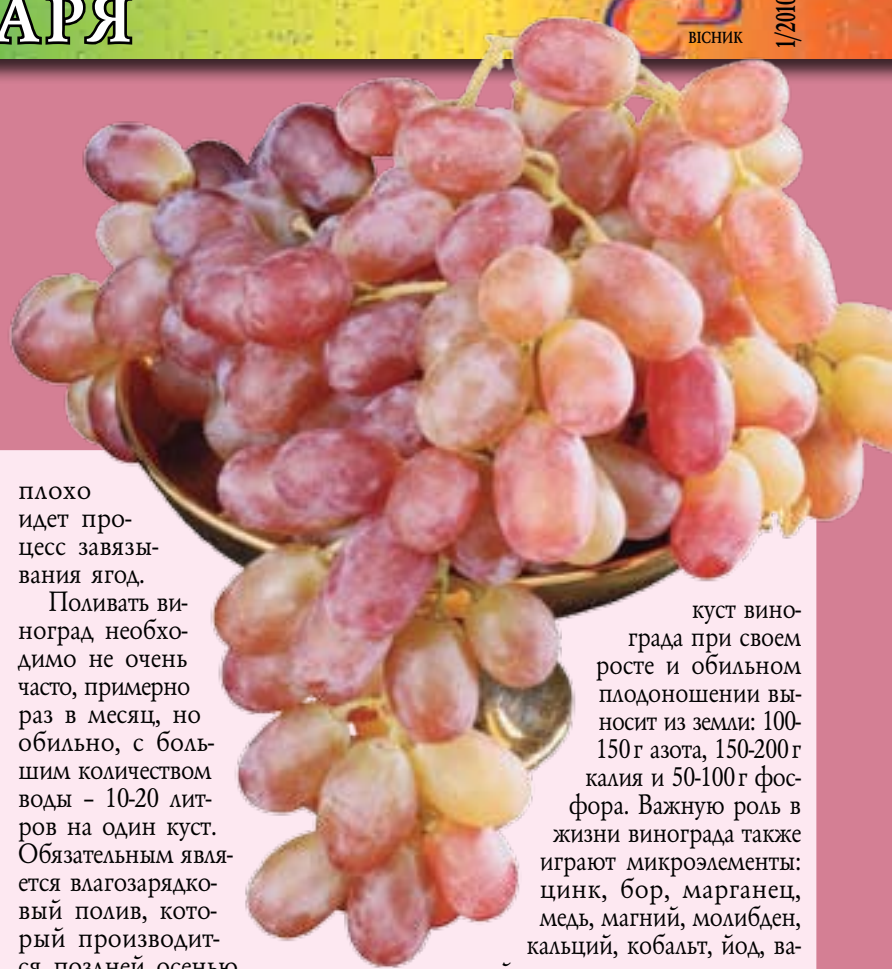 АРЯ
ВІСНИК
1/2010
плохо
идет про-
цесс завязы-
вания ягод.
Поливать ви-
ноград необхо-
димо не очень
часто, примерно
раз в месяц, но
обильно, с боль-
шим количеством
воды – 10-20 лит-
ров на один куст.
Обязательным явля-
ется влагозарядко-
вый полив, кото-
рый производит-
ся поздней осенью
куст вино-
града при своем
росте и обильном
плодоношении вы-
носит из земли: 100-
150 г азота, 150-200 г
калия и 50-100 г фос-
фора. Важную роль в
жизни винограда также
играют микроэлементы:
цинк, бор, марганец,
медь, магний, молибден,
кальций, кобальт, йод, ва-